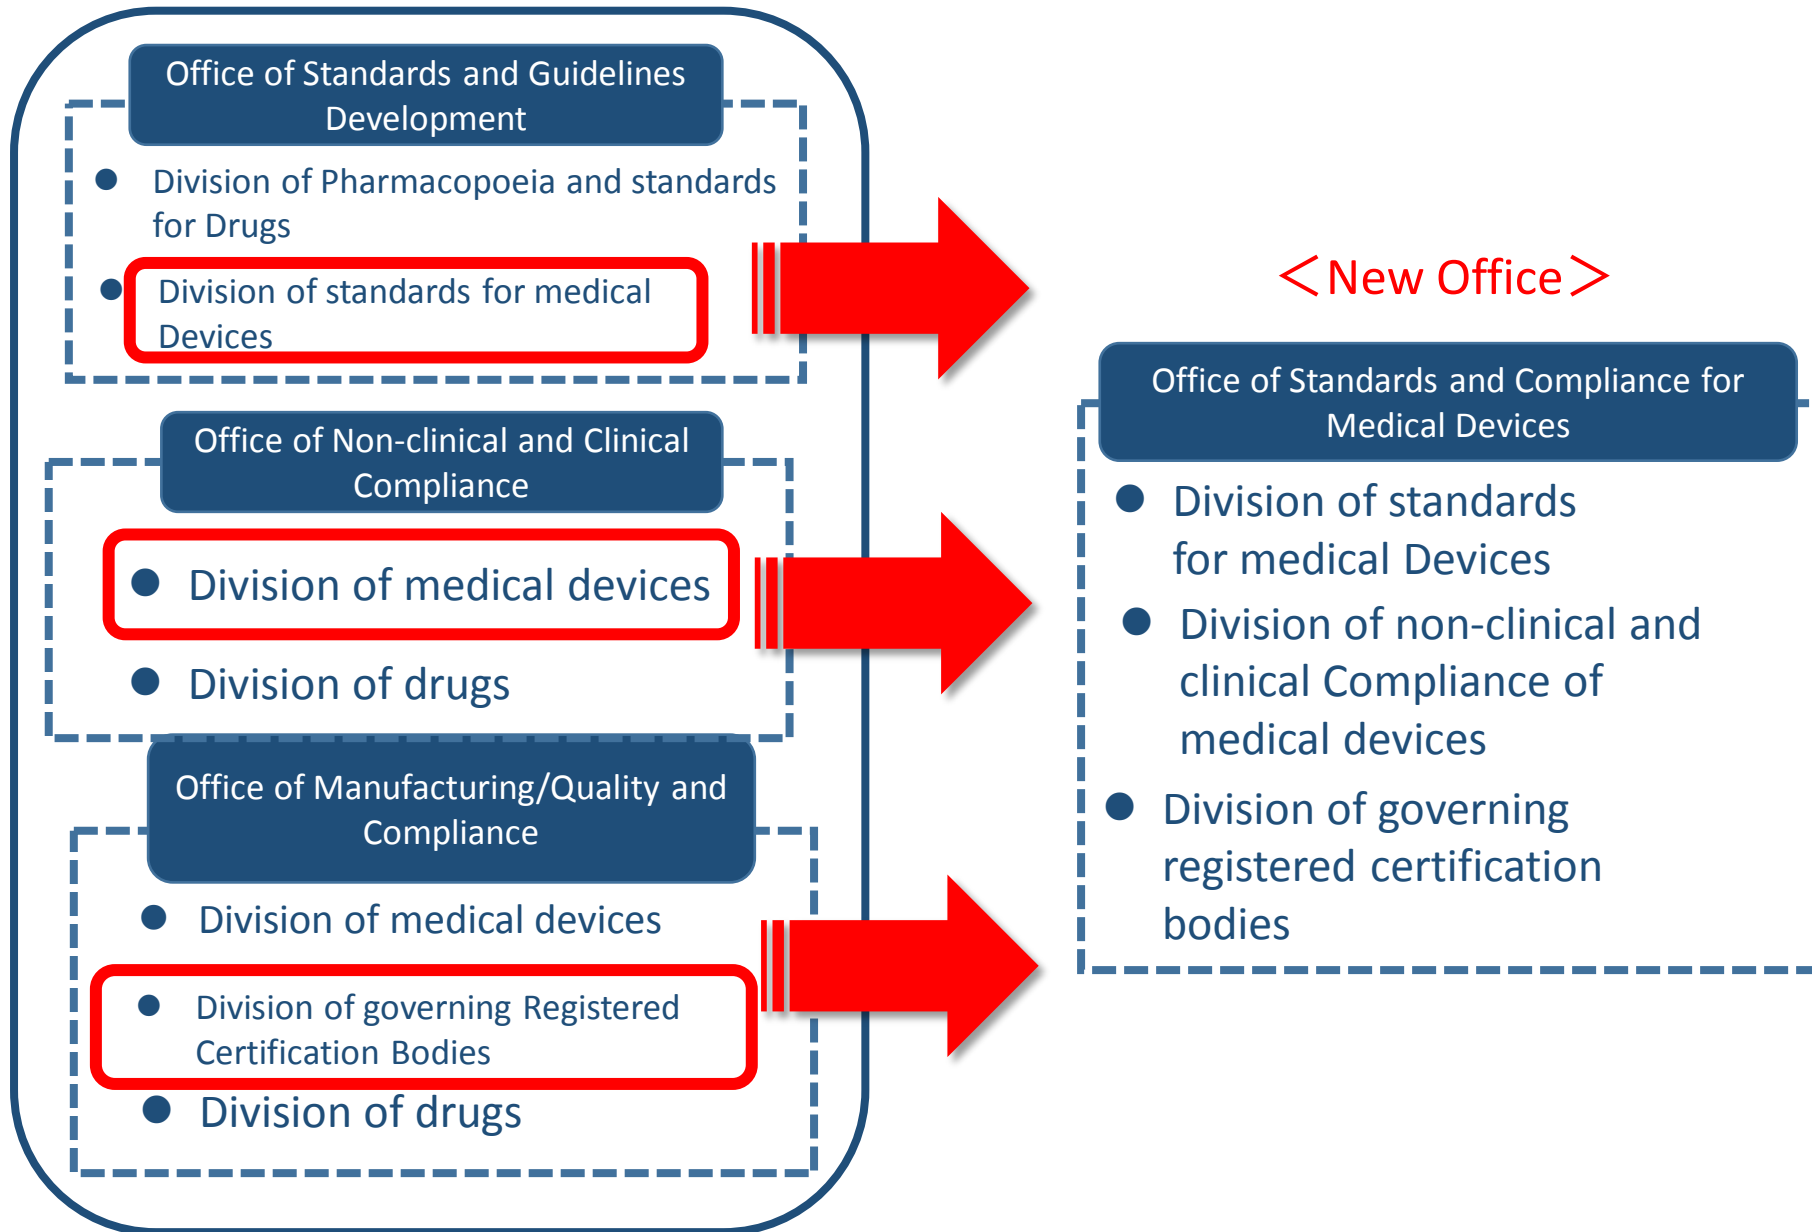 Office of Standards and Guidelines
Development
● Division of Pharmacopoeia and standards
for Drugs
● Division of standards for medical
Devices
Office of Non-clinical and Clinical
Compliance
● Division of medical devices
● Division of drugs
Office of Manufacturing/Quality and
Compliance
● Division of medical devices
● Division of governing Registered
Certification Bodies
● Division of drugs
＜New Office＞
Office of Standards and Compliance for
Medical Devices
● Division of standards
for medical Devices
● Division of non-clinical and
clinical Compliance of
medical devices
● Division of governing
registered certification
bodies